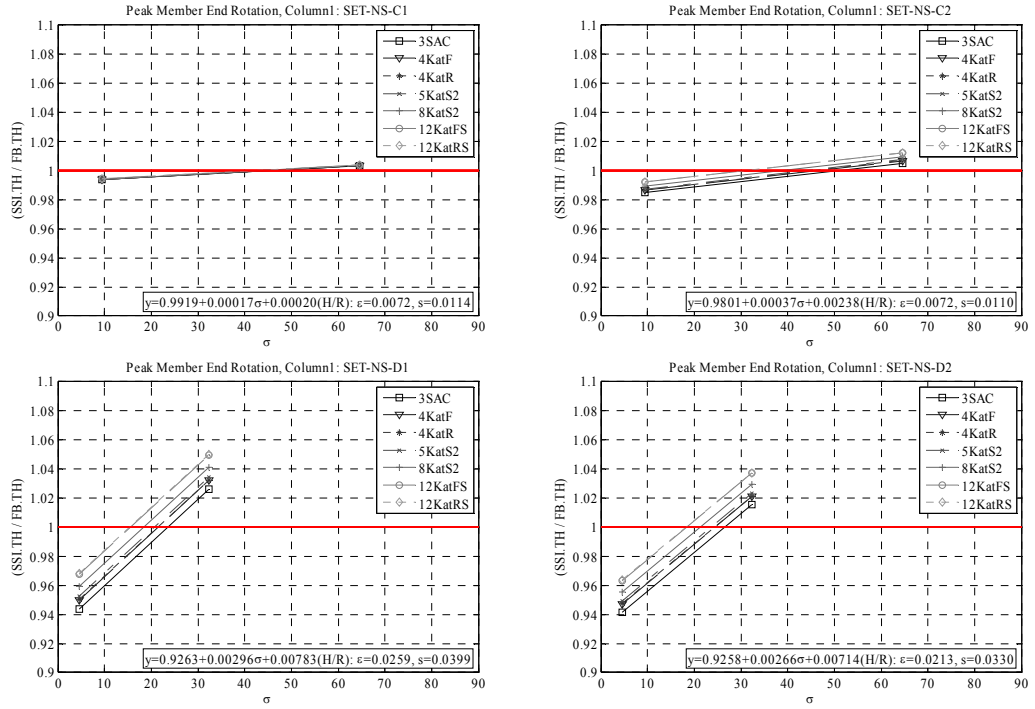 Peak Member End Rotation, Column1: SET-NS-C1
1.1
1.08
1.06
1.04
1.02
1
0.98
0.96
0.94
0.92
0.9
(SSI.TH / FB.TH)
3SAC
4KatF
4KatR
5KatS2
8KatS2
12KatFS
12KatRS
y=0.9919+0.00017σ+0.00020(H/R): ε=0.0072, s=0.0114
0 10 20 30 40 50 60 70 80 90
σ
Peak Member End Rotation, Column1: SET-NS-C2
1.1
1.08
1.06
1.04
1.02
1
0.98
0.96
0.94
0.92
0.9
(SSI.TH / FB.TH)
3SAC
4KatF
4KatR
5KatS2
8KatS2
12KatFS
12KatRS
y=0.9801+0.00037σ+0.00238(H/R): ε=0.0072, s=0.0110
0 10 20 30 40 50 60 70 80 90
σ
Peak Member End Rotation, Column1: SET-NS-D1
1.1
1.08
1.06
1.04
1.02
1
0.98
0.96
0.94
0.92
0.9
(SSI.TH / FB.TH)
3SAC
4KatF
4KatR
5KatS2
8KatS2
12KatFS
12KatRS
y=0.9263+0.00296σ+0.00783(H/R): ε=0.0259, s=0.0399
0 10 20 30 40 50 60 70 80 90
σ
Peak Member End Rotation, Column1: SET-NS-D2
1.1
1.08
1.06
1.04
1.02
1
0.98
0.96
0.94
0.92
0.9
(SSI.TH / FB.TH)
3SAC
4KatF
4KatR
5KatS2
8KatS2
12KatFS
12KatRS
y=0.9258+0.00266σ+0.00714(H/R): ε=0.0213, s=0.0330
0 10 20 30 40 50 60 70 80 90
σ